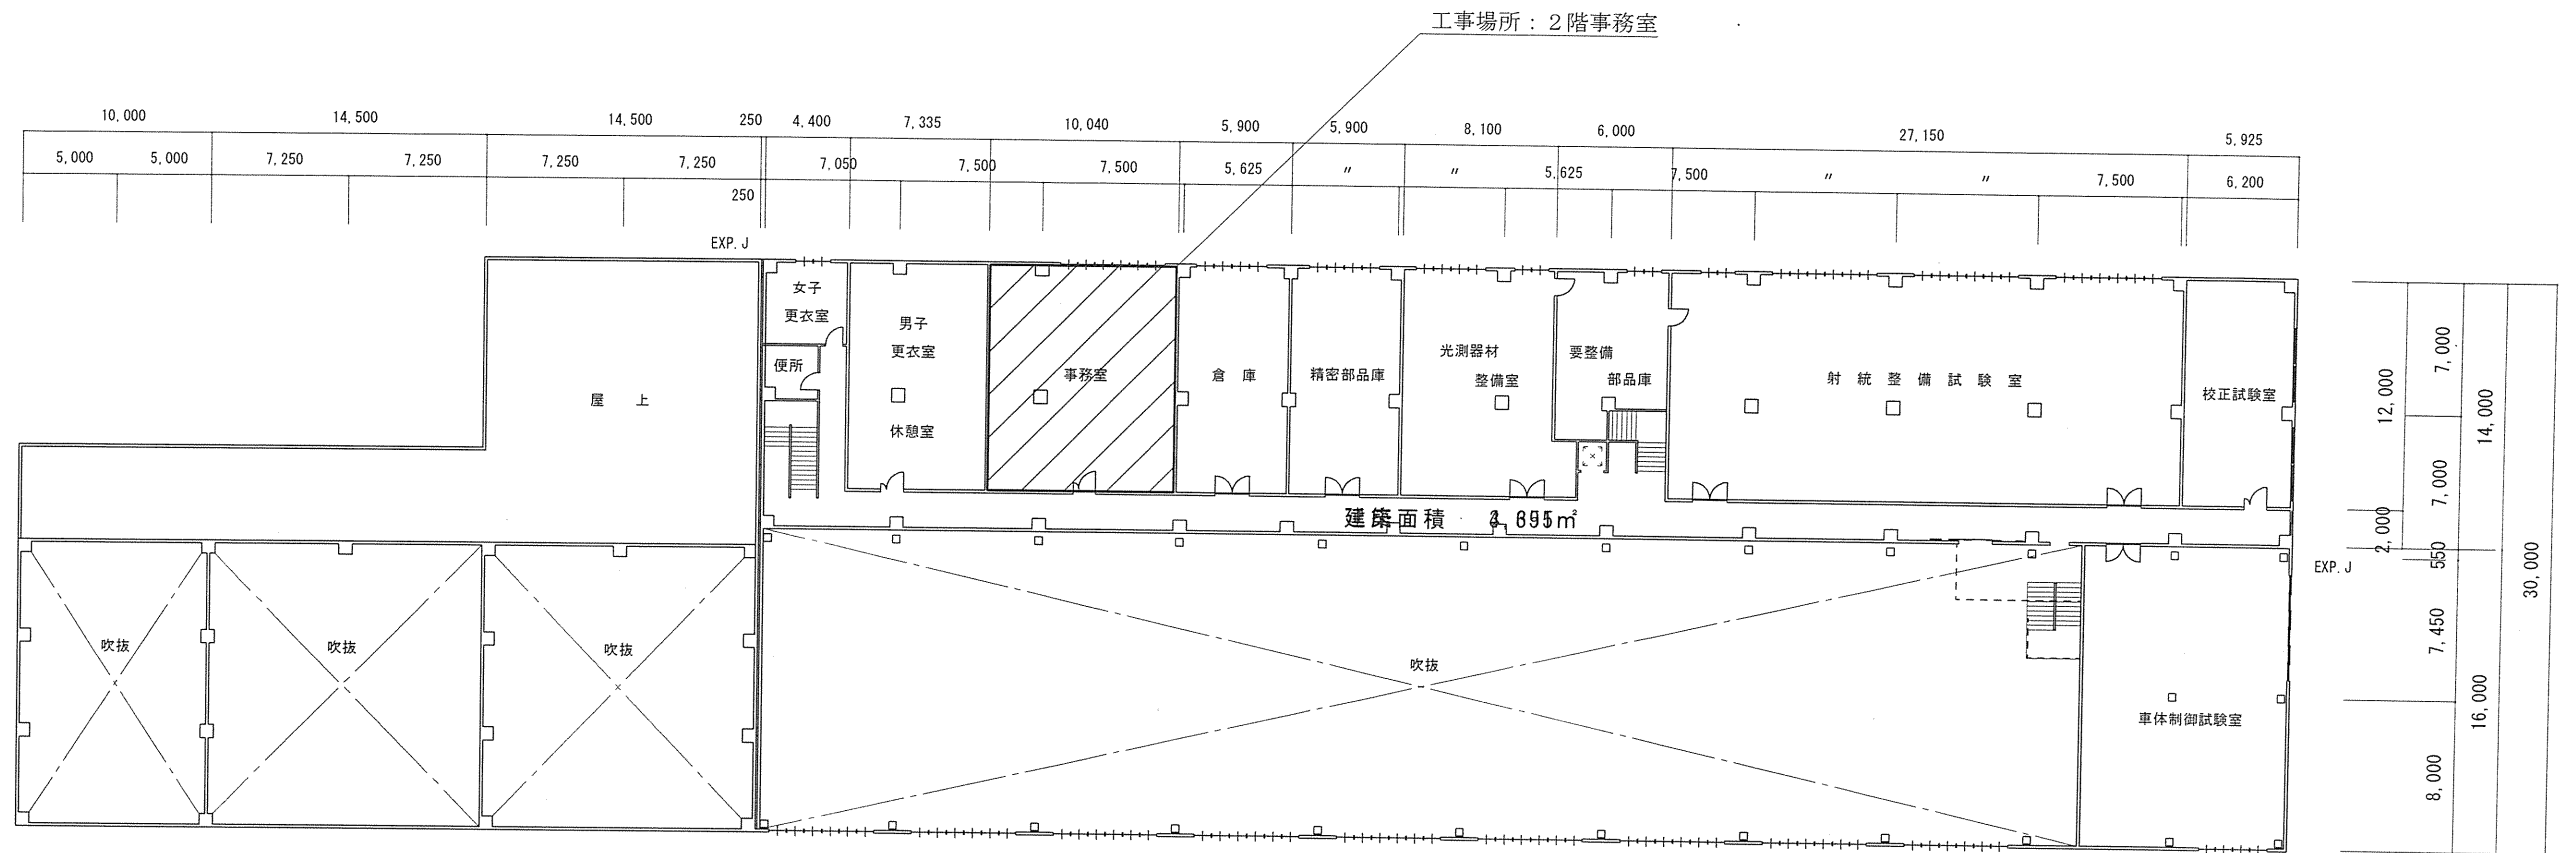 工事場所：２階事務室
10,000 14,500 14,500 250 4,400 7,335 10,040 5,900 5,900 8,100 6,000 27,150 5,925
5,000 5,000 7,250 7,250 7,250 7,250 7,050 7,500 7,500 5,625 〃 〃 5,625 7,500 〃 〃 7,500 6,200
250
EXP.J
女子
更衣室
便所
男子
更衣室
休憩室
事務室
倉 庫
精密部品庫
光測器材
整備室
要整備
部品庫
射 統 整 備 試 験 室
校正試験室
屋 上
面積
吹抜
吹抜
吹抜
吹抜
車体制御試験室
EXP.J
7,000
7,000
550
7,450
8,000
12,000
2,000
14,000
16,000
30,000